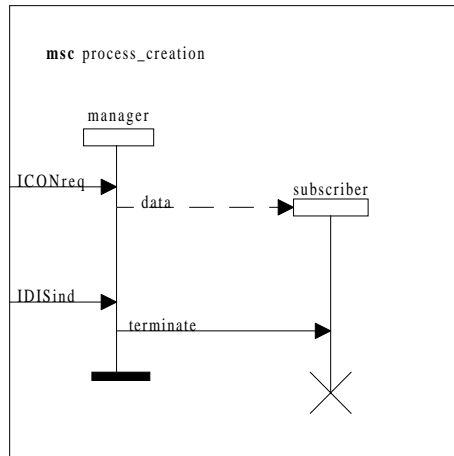 msc process_creation
manager
ICONreq
subscriber
data
IDISind
terminate